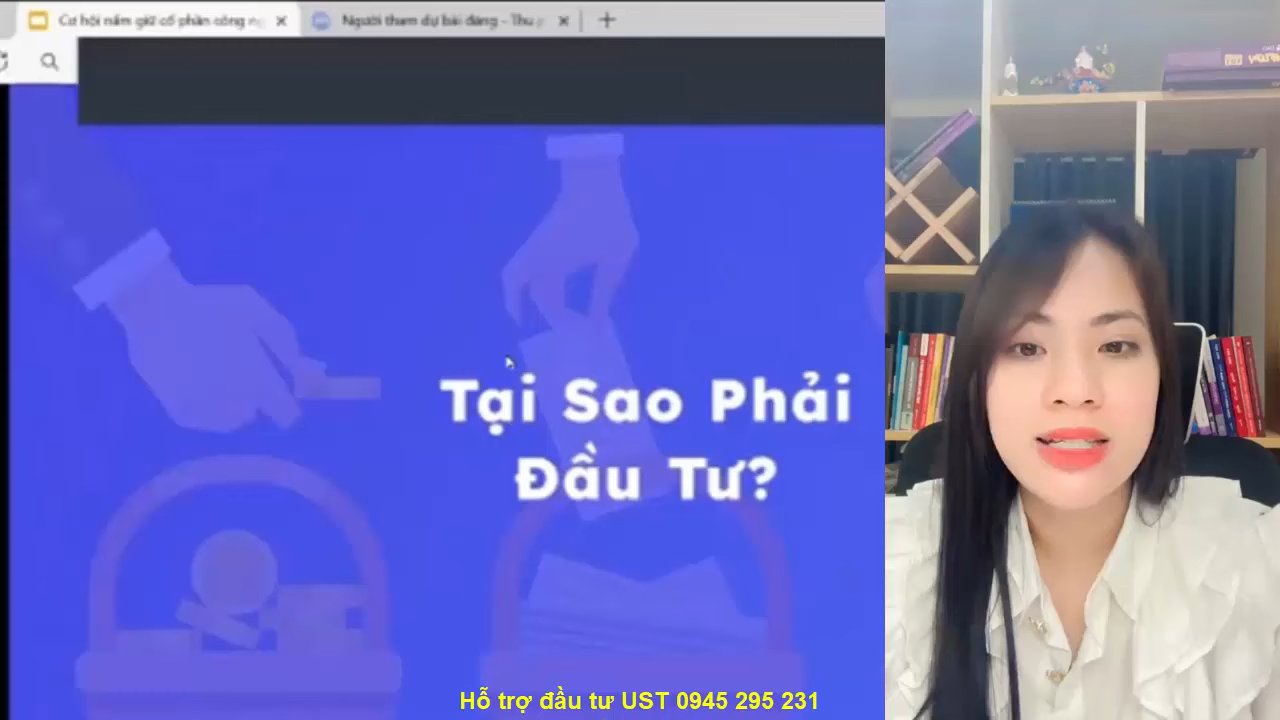 Cơ hội nắm giữ cổ phần công ng
Người tham dự bài đăng - Thu p
Tại Sao Phải
Đầu Tư?
Hỗ trợ đầu tư UST 0945 295 231